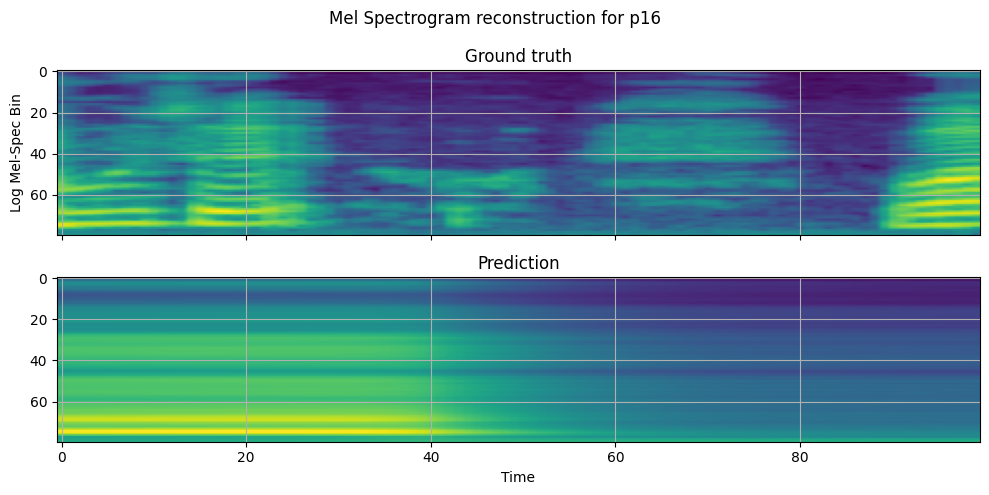 Mel Spectrogram reconstruction for p16
Ground truth
Log Mel-Spec Bin
0
20
40
60
Prediction
0
20
40
60
0 20 40 60 80
Time